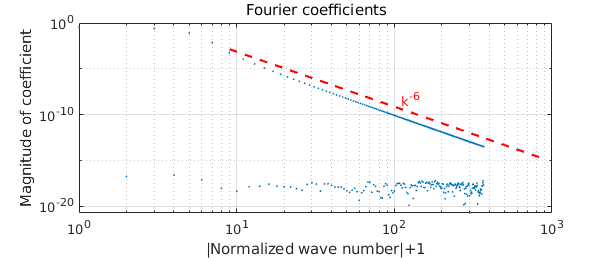 Fourier coefficients
Magnitude of coefficient
10^0
10^-10
10^-20
k^-6
10^0 10^1 10^2 10^3
|Normalized wave number|+1